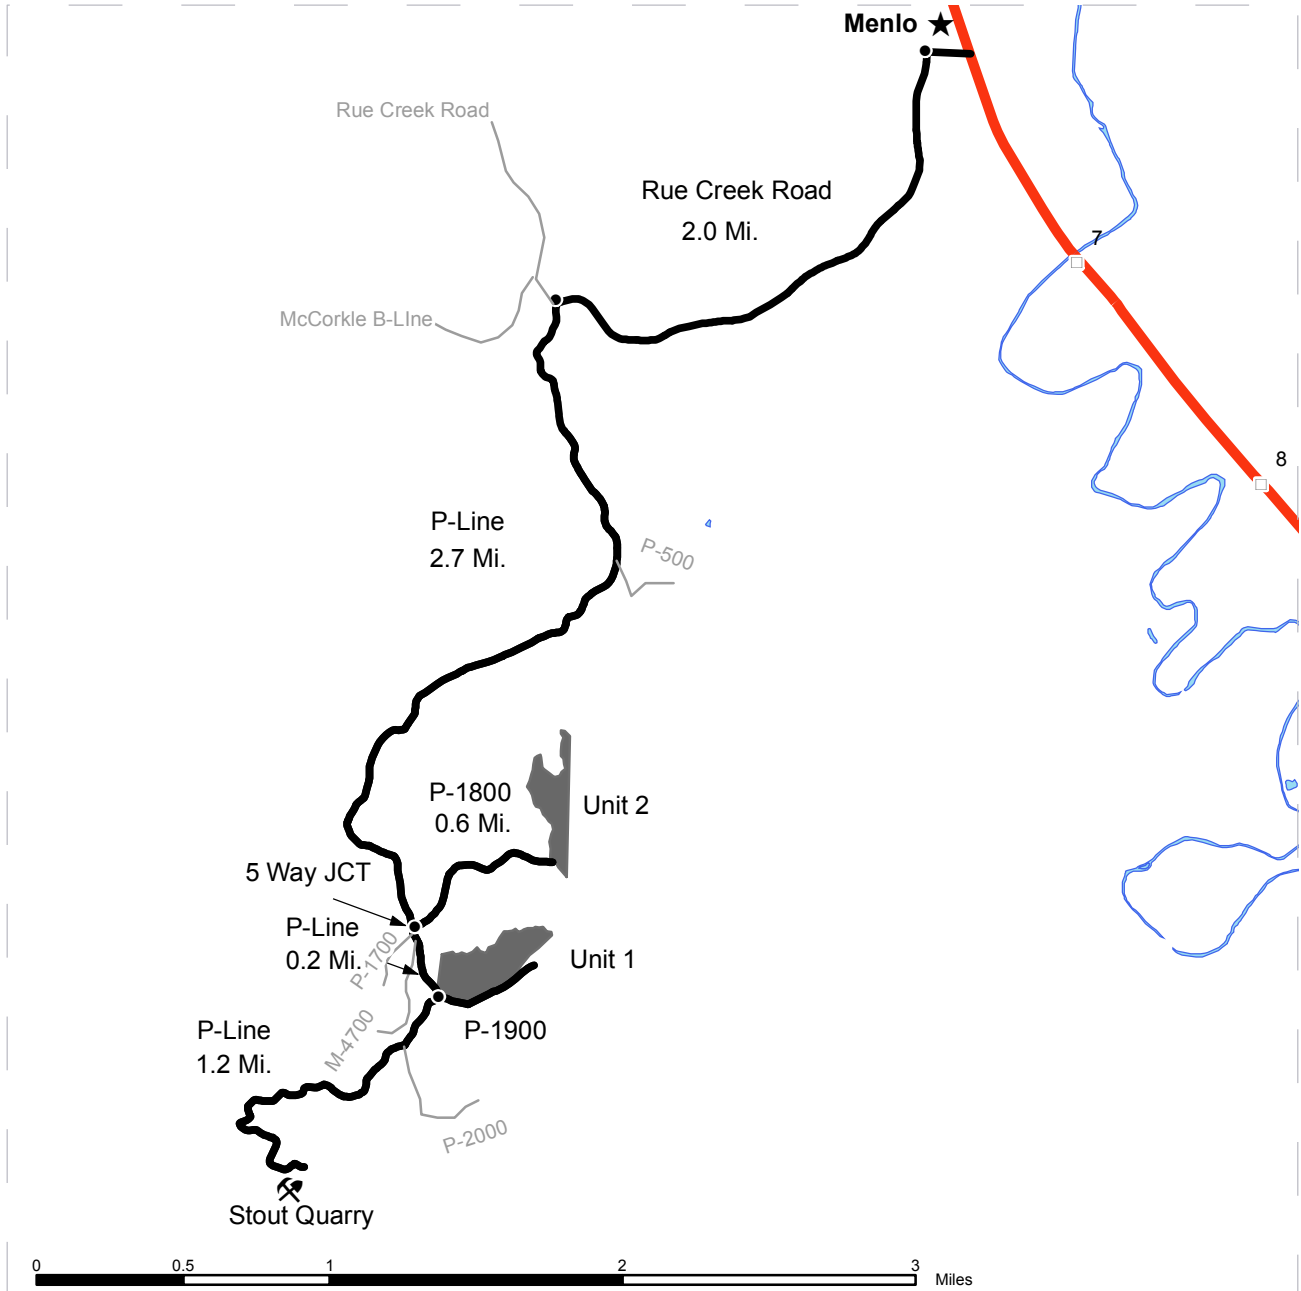 Menlo
Rue Creek Road
Rue Creek Road
2.0 Mi.
7
McCorkle B-LIne
8
P-Line
2.7 Mi.
P-500
P-1800
0.6 Mi.
Unit 2
5 Way JCT
P-Line
0.2 Mi.
P-1700
Unit 1
M-4700
P-1900
P-Line
1.2 Mi.
P-2000
Stout Quarry
0 0.5 1 2 3
Miles